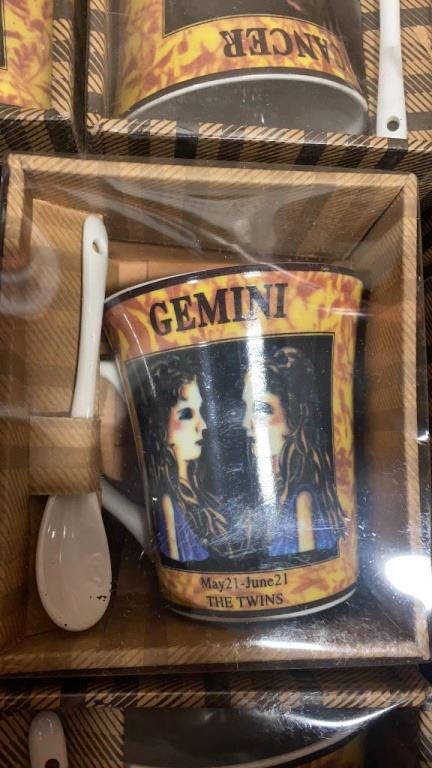 CANCER
GEMINI
May21-June21
THE TWINS